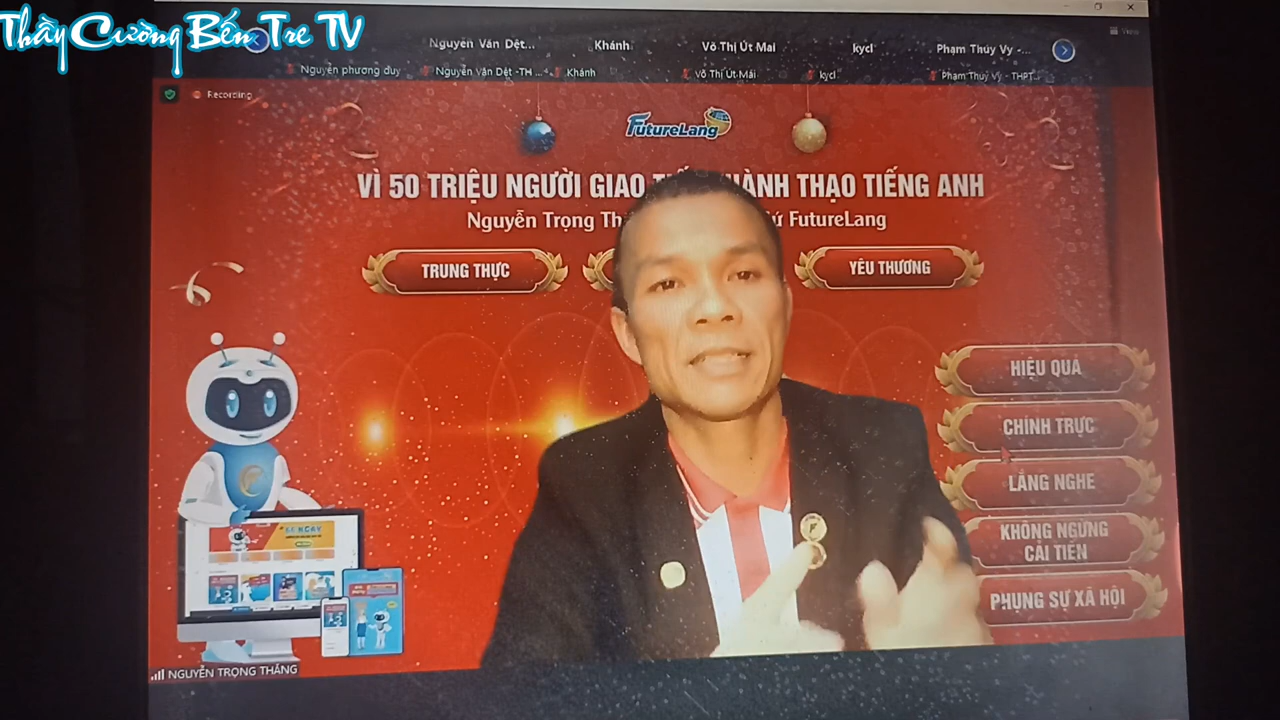 Thầy Cường Bến Tre TV
View
Nguyễn Văn Dệt...
Khánh
Võ Thị Út Mai
kycl
Phạm Thúy Vy -...
Nguyễn phương duy
Nguyễn Văn Dệt -TH ...
Khánh
Võ Thị Út Mai
kycl
Phạm Thuý Vy - THPT...
Recording
FutureLang
VÌ 50 TRIỆU NGƯỜI GIAO THÀNH THẠO TIẾNG ANH
Nguyễn Trọng FutureLang
TRUNG THỰC
YÊU THƯƠNG
HIỆU QUẢ
CHÍNH TRỰC
LẮNG NGHE
KHÔNG NGỪNG
CẢI TIẾN
PHỤNG SỰ XÃ HỘI
NGUYỄN TRỌNG THẮNG